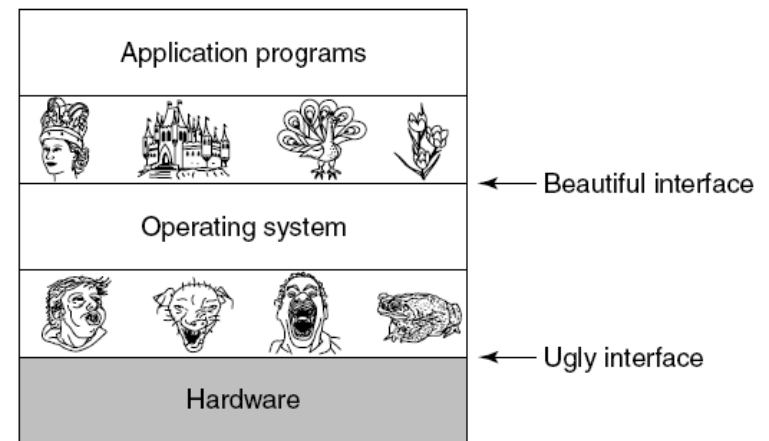 Application programs
Beautiful interface
Operating system
Ugly interface
Hardware